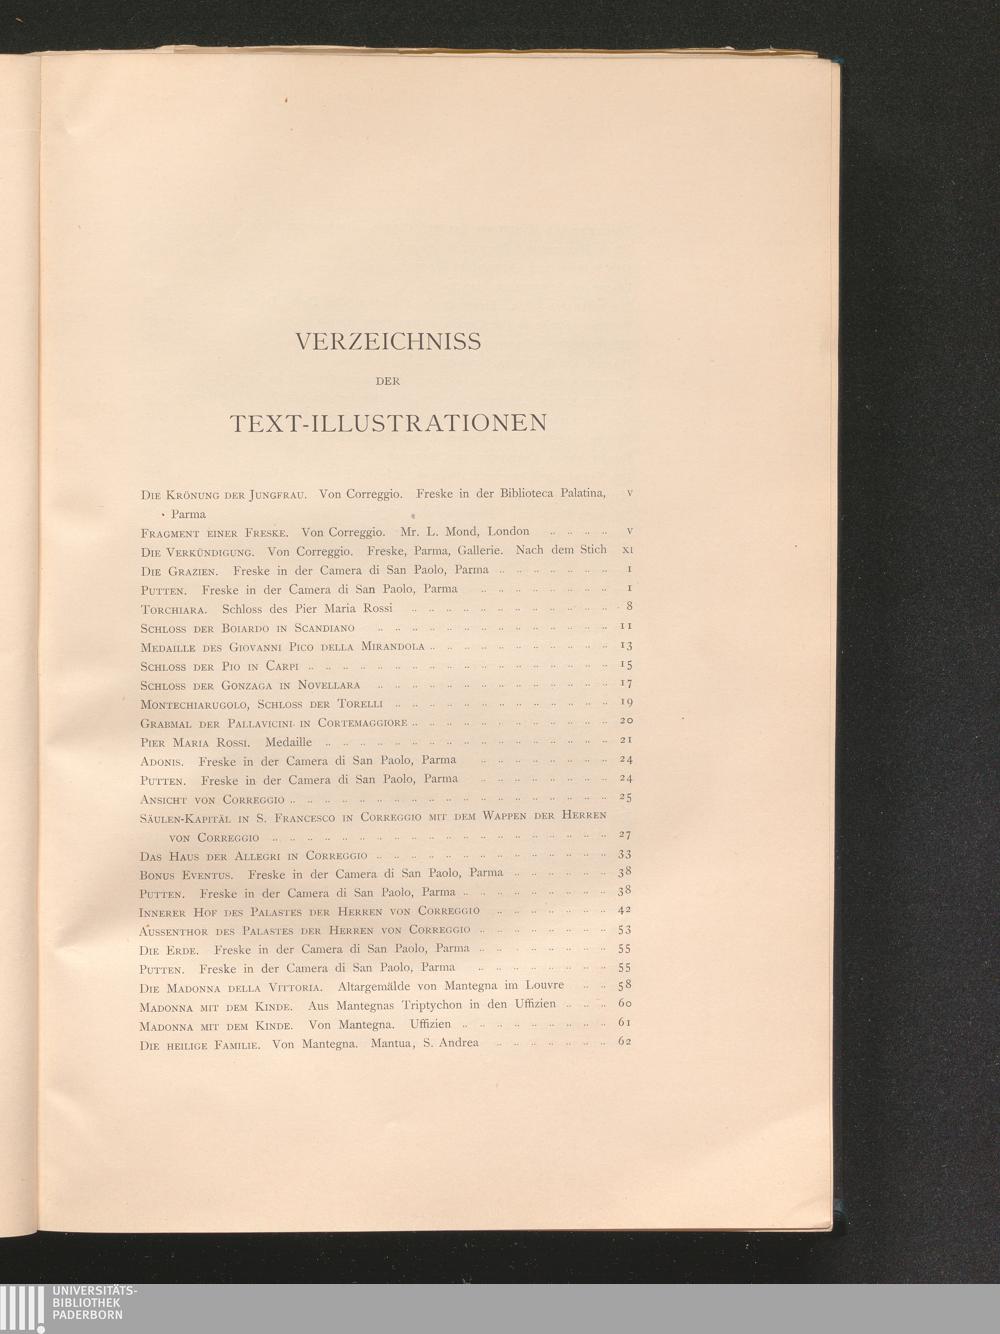 VERZEICHNISS
DER
TEXT-ILLUSTRATIONEN
Die Krönung der Jungfrau. Von Correggio. Freske in der Biblioteca Palatina, v
Parma
Fragment einer Freske. Von Correggio. Mr. L. Mond, London .. .. .. .. v
Die Verkündigung. Von Correggio. Freske, Parma, Gallerie. Nach dem Stich xi
Die Grazien. Freske in der Camera di San Paolo, Parma .. .. .. .. .. .. .. 1
Putten. Freske in der Camera di San Paolo, Parma .. .. .. .. .. .. .. .. 1
Torchiara. Schloss des Pier Maria Rossi .. .. .. .. .. .. .. .. .. .. .. .. 8
Schloss der Boiardo in Scandiano .. .. .. .. .. .. .. .. .. .. .. .. .. .. 11
Medaille des Giovanni Pico della Mirandola .. .. .. .. .. .. .. .. .. .. .. 13
Schloss der Pio in Carpi .. .. .. .. .. .. .. .. .. .. .. .. .. .. .. .. .. .. 15
Schloss der Gonzaga in Novellara .. .. .. .. .. .. .. .. .. .. .. .. .. .. 17
Montechiarugolo, Schloss der Torelli .. .. .. .. .. .. .. .. .. .. .. .. .. 19
Grabmal der Pallavicini in Cortemaggiore .. .. .. .. .. .. .. .. .. .. .. .. 20
Pier Maria Rossi. Medaille .. .. .. .. .. .. .. .. .. .. .. .. .. .. .. .. .. 21
Adonis. Freske in der Camera di San Paolo, Parma .. .. .. .. .. .. .. .. 24
Putten. Freske in der Camera di San Paolo, Parma .. .. .. .. .. .. .. .. 24
Ansicht von Correggio .. .. .. .. .. .. .. .. .. .. .. .. .. .. .. .. .. .. .. 25
Säulen-Kapitäl in S. Francesco in Correggio mit dem Wappen der Herren
von Correggio .. .. .. .. .. .. .. .. .. .. .. .. .. .. .. .. .. .. .. .. 27
Das Haus der Allegri in Correggio .. .. .. .. .. .. .. .. .. .. .. .. .. .. 33
Bonus Eventus. Freske in der Camera di San Paolo, Parma .. .. .. .. .. .. 38
Putten. Freske in der Camera di San Paolo, Parma .. .. .. .. .. .. .. .. .. 38
Innerer Hof des Palastes der Herren von Correggio .. .. .. .. .. .. .. 42
Aussenthor des Palastes der Herren von Correggio .. .. .. .. .. .. .. .. 53
Die Erde. Freske in der Camera di San Paolo, Parma .. .. .. .. .. .. .. .. 55
Putten. Freske in der Camera di San Paolo, Parma .. .. .. .. .. .. .. .. 55
Die Madonna della Vittoria. Altargemälde von Mantegna im Louvre .. .. 58
Madonna mit dem Kinde. Aus Mantegnas Triptychon in den Uffizien .. .. .. 60
Madonna mit dem Kinde. Von Mantegna. Uffizien .. .. .. .. .. .. .. .. .. 61
Die heilige Familie. Von Mantegna. Mantua, S. Andrea .. .. .. .. .. .. .. 62
UNIVERSITÄTS-
BIBLIOTHEK
PADERBORN